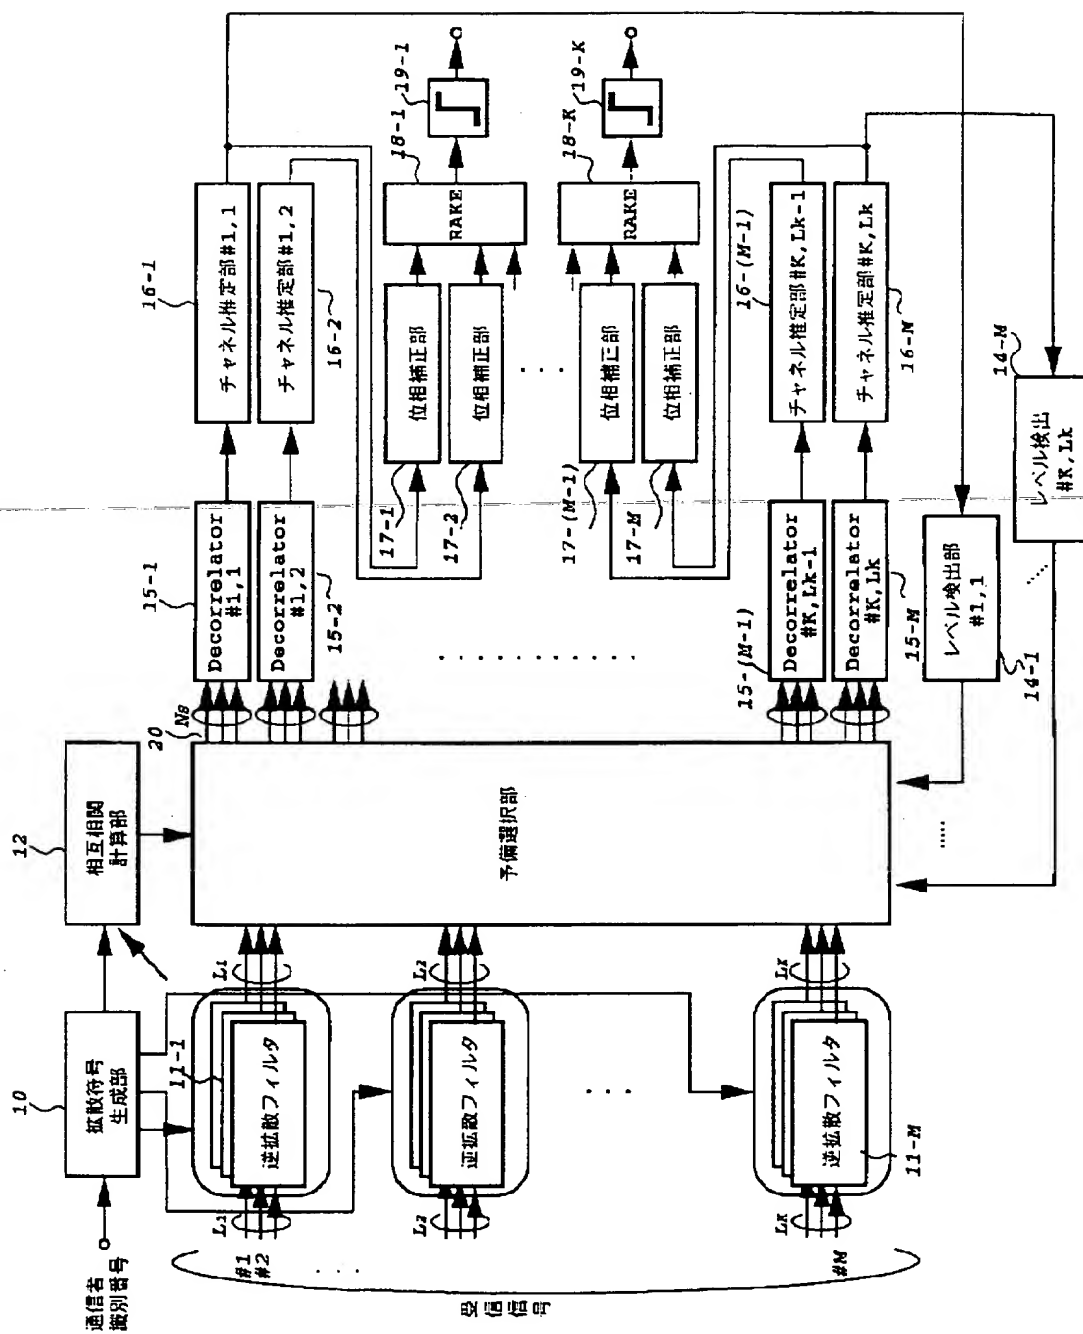 通信者
識別番号
10
拡散符号
生成部
12
相互相関
計算部
受信信号
#1
#2
#M
L1
逆拡散フィルタ
11-1
L1
L2
逆拡散フィルタ
L2
LK
逆拡散フィルタ
11-M
LK
予備選択部
20
NS
15-1
Decorrelator
#1,1
Decorrelator
#1,2
15-2
15-(M-1)
Decorrelator
#K,Lk-1
Decorrelator
#K,Lk
15-M
16-1
チャネル推定部#1,1
チャネル推定部#1,2
16-2
16-(M-1)
チャネル推定部#K,Lk-1
チャネル推定部#K,Lk
16-M
17-1
位相補正部
17-2
位相補正部
17-(M-1)
位相補正部
17-M
位相補正部
18-1
RAKE
19-1
18-K
RAKE
19-K
レベル検出部
#1,1
14-1
レベル検出
#K,Lk
14-M